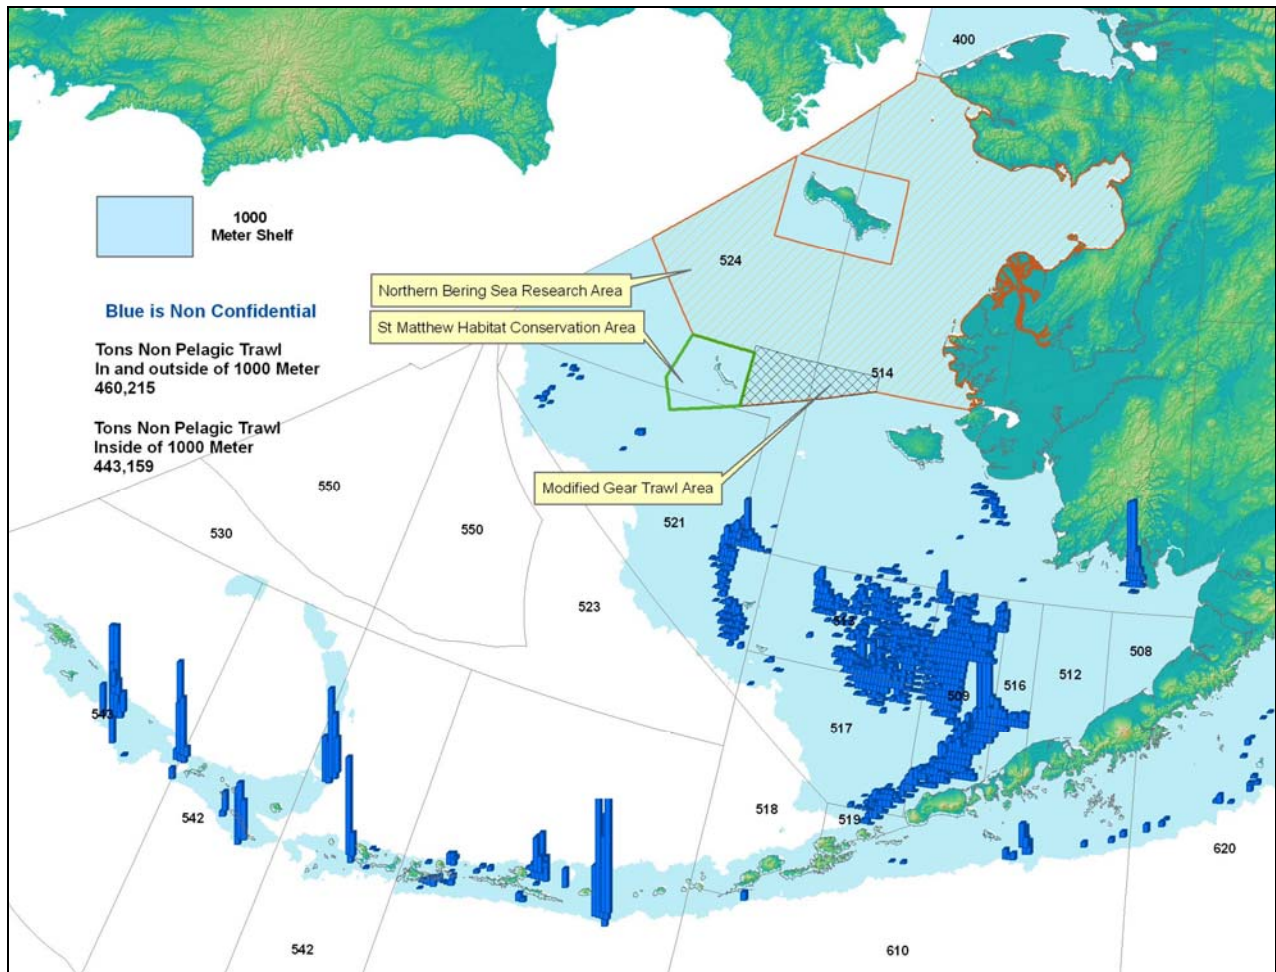 400
1000
Meter Shelf
524
Northern Bering Sea Research Area
Blue is Non Confidential
St Matthew Habitat Conservation Area
Tons Non Pelagic Trawl
In and outside of 1000 Meter
460,215
514
Tons Non Pelagic Trawl
Inside of 1000 Meter
443,159
Modified Gear Trawl Area
550
521
530
550
523
513
508
512
516
509
543
517
518
542
519
620
542
610